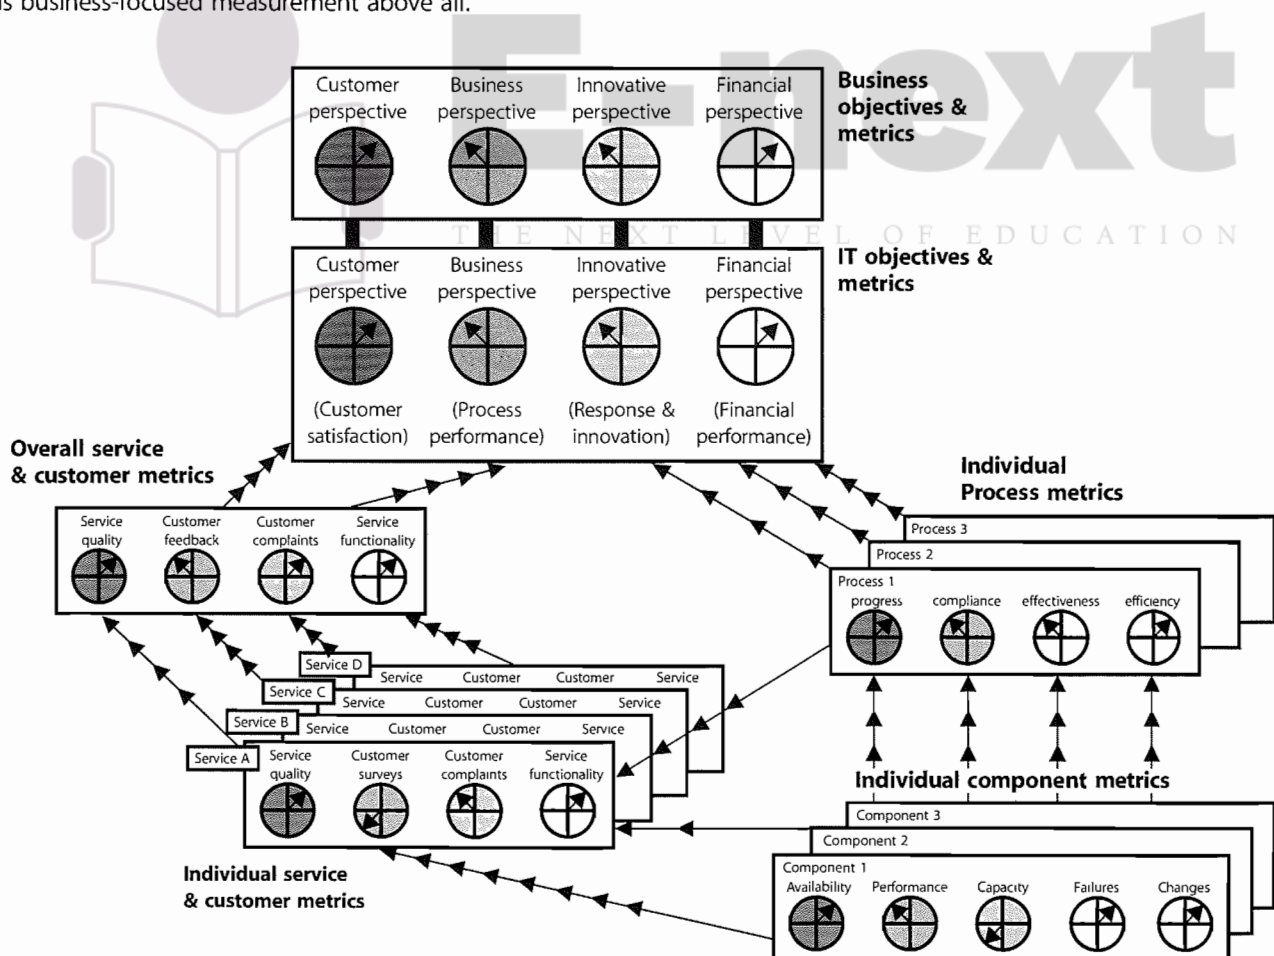 is business-focused measurement above all.
E-next
THE NEXT LEVEL OF EDUCATION
Customer perspective
Business perspective
Innovative perspective
Financial perspective
Business
objectives &
metrics
Customer perspective
Business perspective
Innovative perspective
Financial perspective
IT objectives &
metrics
(Customer satisfaction)
(Process performance)
(Response & innovation)
(Financial performance)
Overall service
& customer metrics
Service quality
Customer feedback
Customer complaints
Service functionality
Individual
Process metrics
Process 3
Process 2
Process 1
progress
compliance
effectiveness
efficiency
Service D
Service Customer Customer Service
Service C
Service Customer Customer Service
Service B
Service Customer Customer Service
Service A
Service quality
Customer surveys
Customer complaints
Service functionality
Individual service
& customer metrics
Individual component metrics
Component 3
Component 2
Component 1
Availability
Performance
Capacity
Failures
Changes